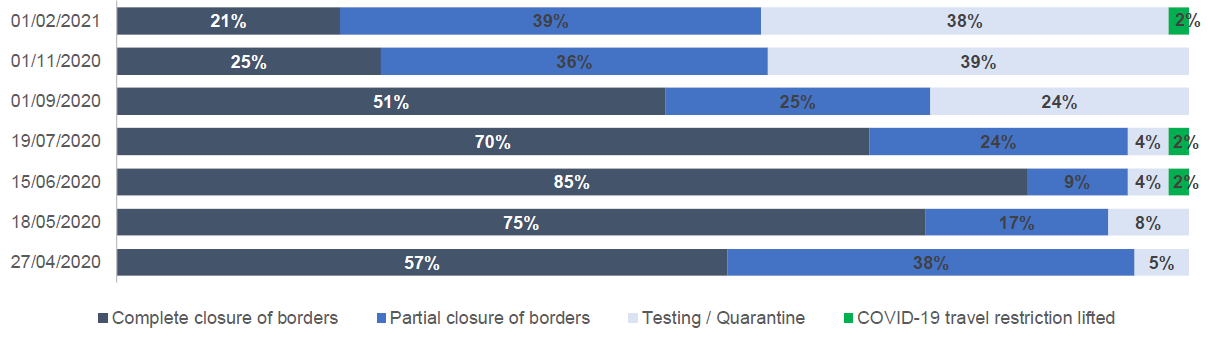 01/02/2021 21% 39% 38% 2%
01/11/2020 25% 36% 39%
01/09/2020 51% 25% 24%
19/07/2020 70% 24% 4% 2%
15/06/2020 85% 9% 4% 2%
18/05/2020 75% 17% 8%
27/04/2020 57% 38% 5%
Complete closure of borders Partial closure of borders Testing / Quarantine COVID-19 travel restriction lifted